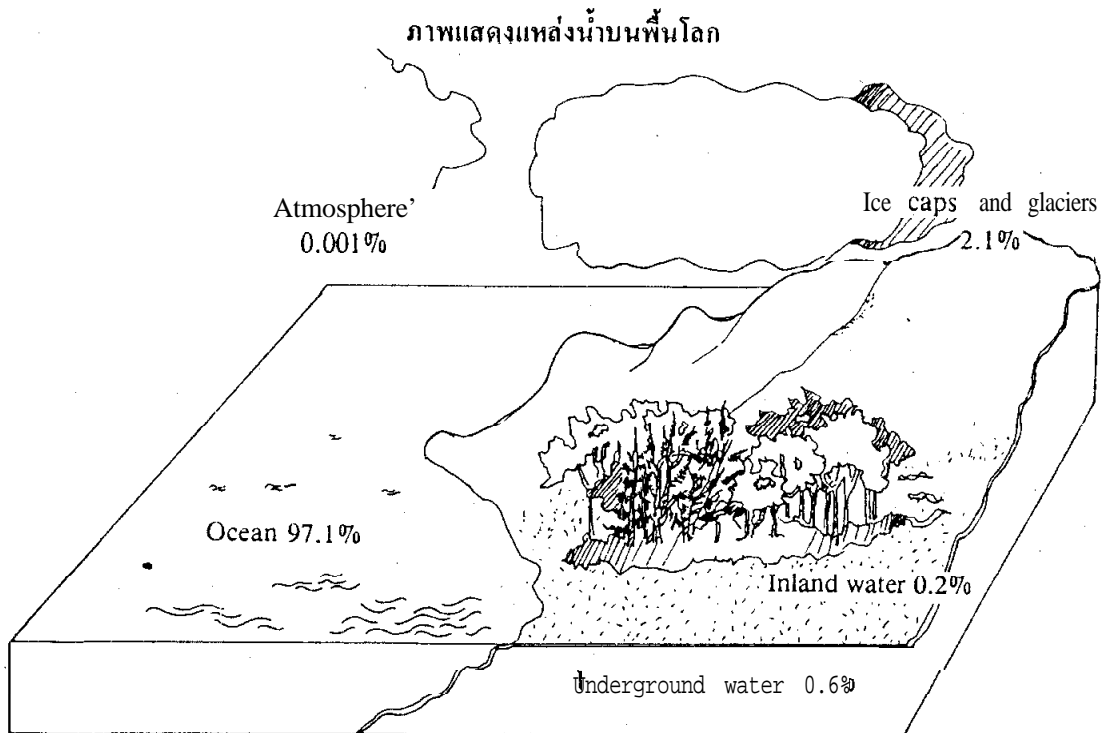 ภาพแสดงแหล่งน้ำบนพื้นโลก
Atmosphere’
0.001%
Ice caps and glaciers
2.1%
Ocean 97.1%
Inland water 0.2%
Underground water 0.6%